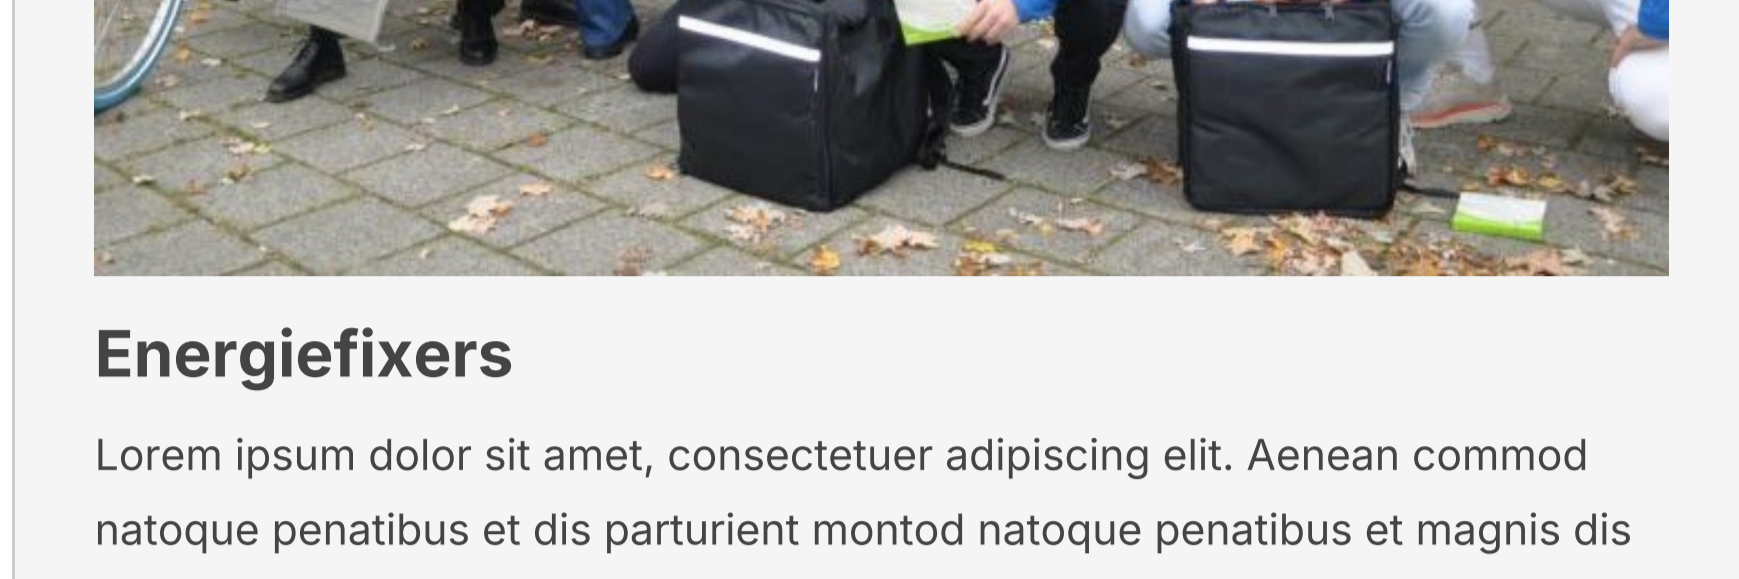 Energiefixers
Lorem ipsum dolor sit amet, consectetuer adipiscing elit. Aenean commod
natoque penatibus et dis parturient montod natoque penatibus et magnis dis